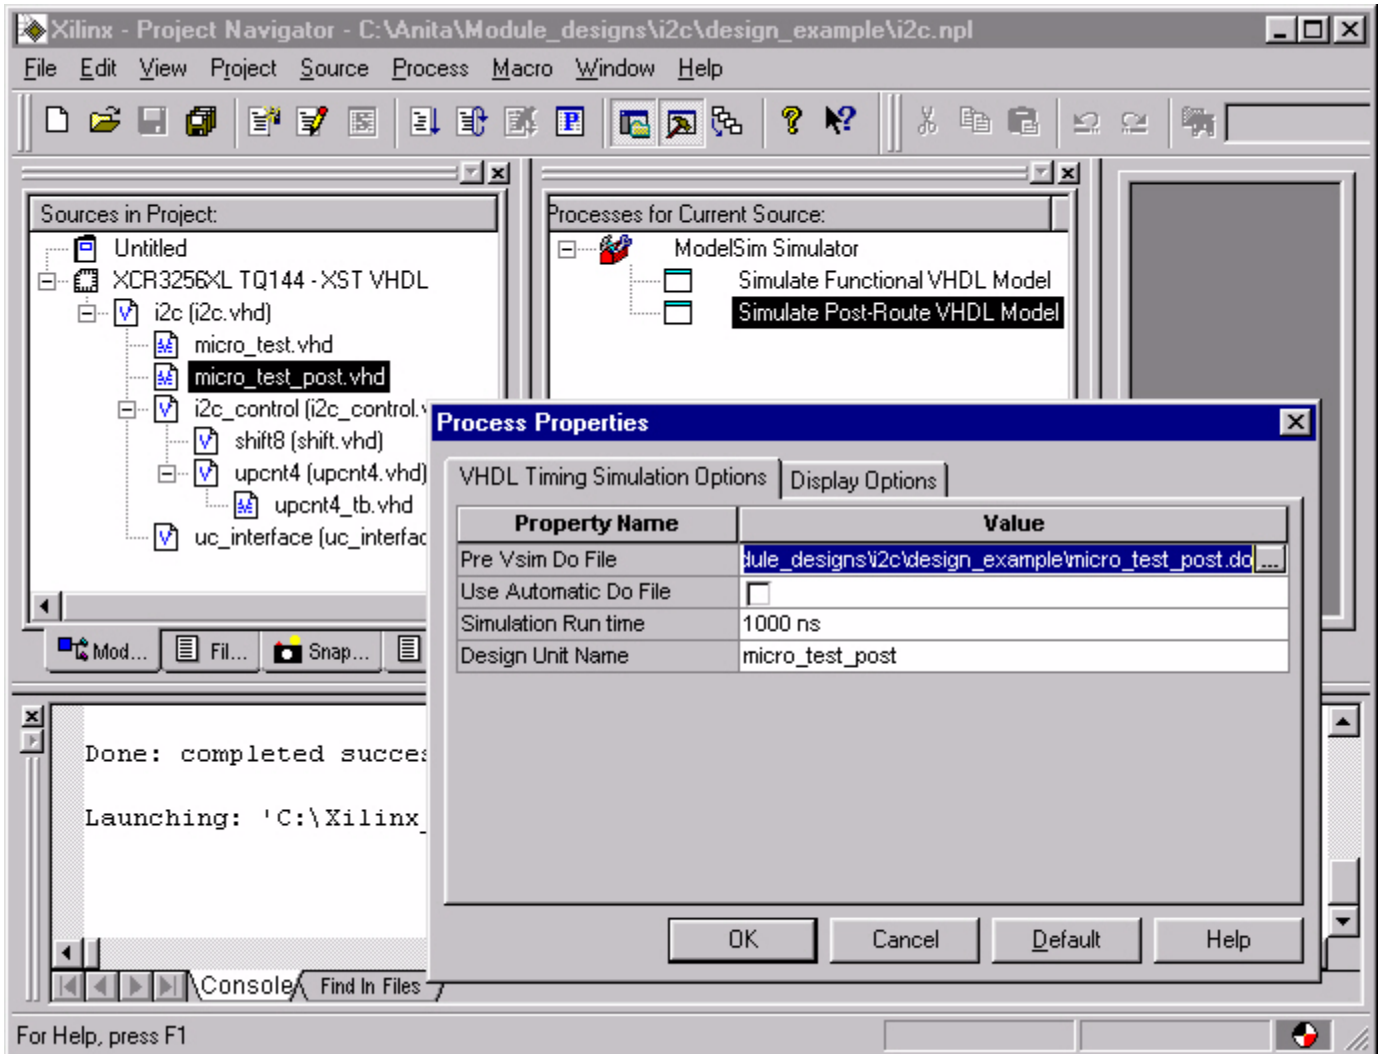 Xilinx - Project Navigator - C:\Anita\Module_designs\i2c\design_example\i2c.npl
File Edit View Project Source Process Macro Window Help
Sources in Project:
Untitled
XCR3256XL TQ144 - XST VHDL
i2c (i2c.vhd)
micro_test.vhd
micro_test_post.vhd
i2c_control (i2c_control.v
shift8 (shift.vhd)
upcnt4 (upcnt4.vhd)
upcnt4_tb.vhd
uc_interface (uc_interfac
Mod... Fil... Snap...
Processes for Current Source:
ModelSim Simulator
Simulate Functional VHDL Model
Simulate Post-Route VHDL Model
Process Properties
VHDL Timing Simulation Options Display Options
Property Name Value
Pre Vsim Do File dule_designs\i2c\design_example\micro_test_post.do ...
Use Automatic Do File
Simulation Run time 1000 ns
Design Unit Name micro_test_post
OK Cancel Default Help
Done: completed succes
Launching: 'C:\Xilinx_
Console Find In Files
For Help, press F1